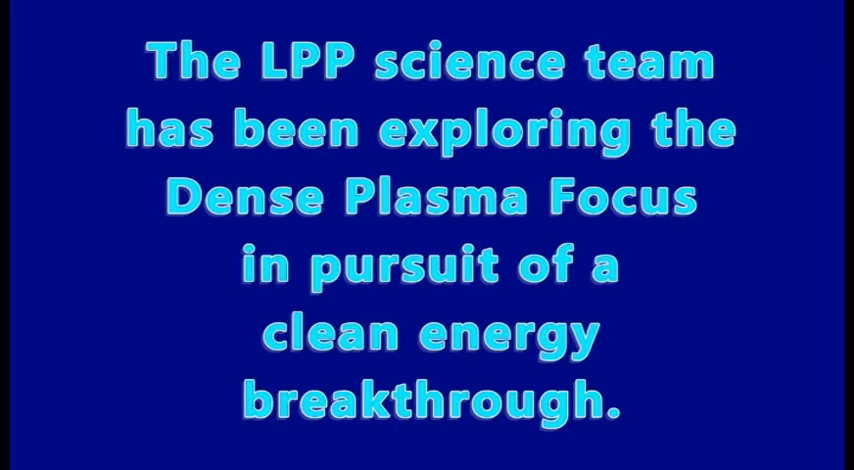 The LPP science team
has been exploring the
Dense Plasma Focus
in pursuit of a
clean energy
breakthrough.